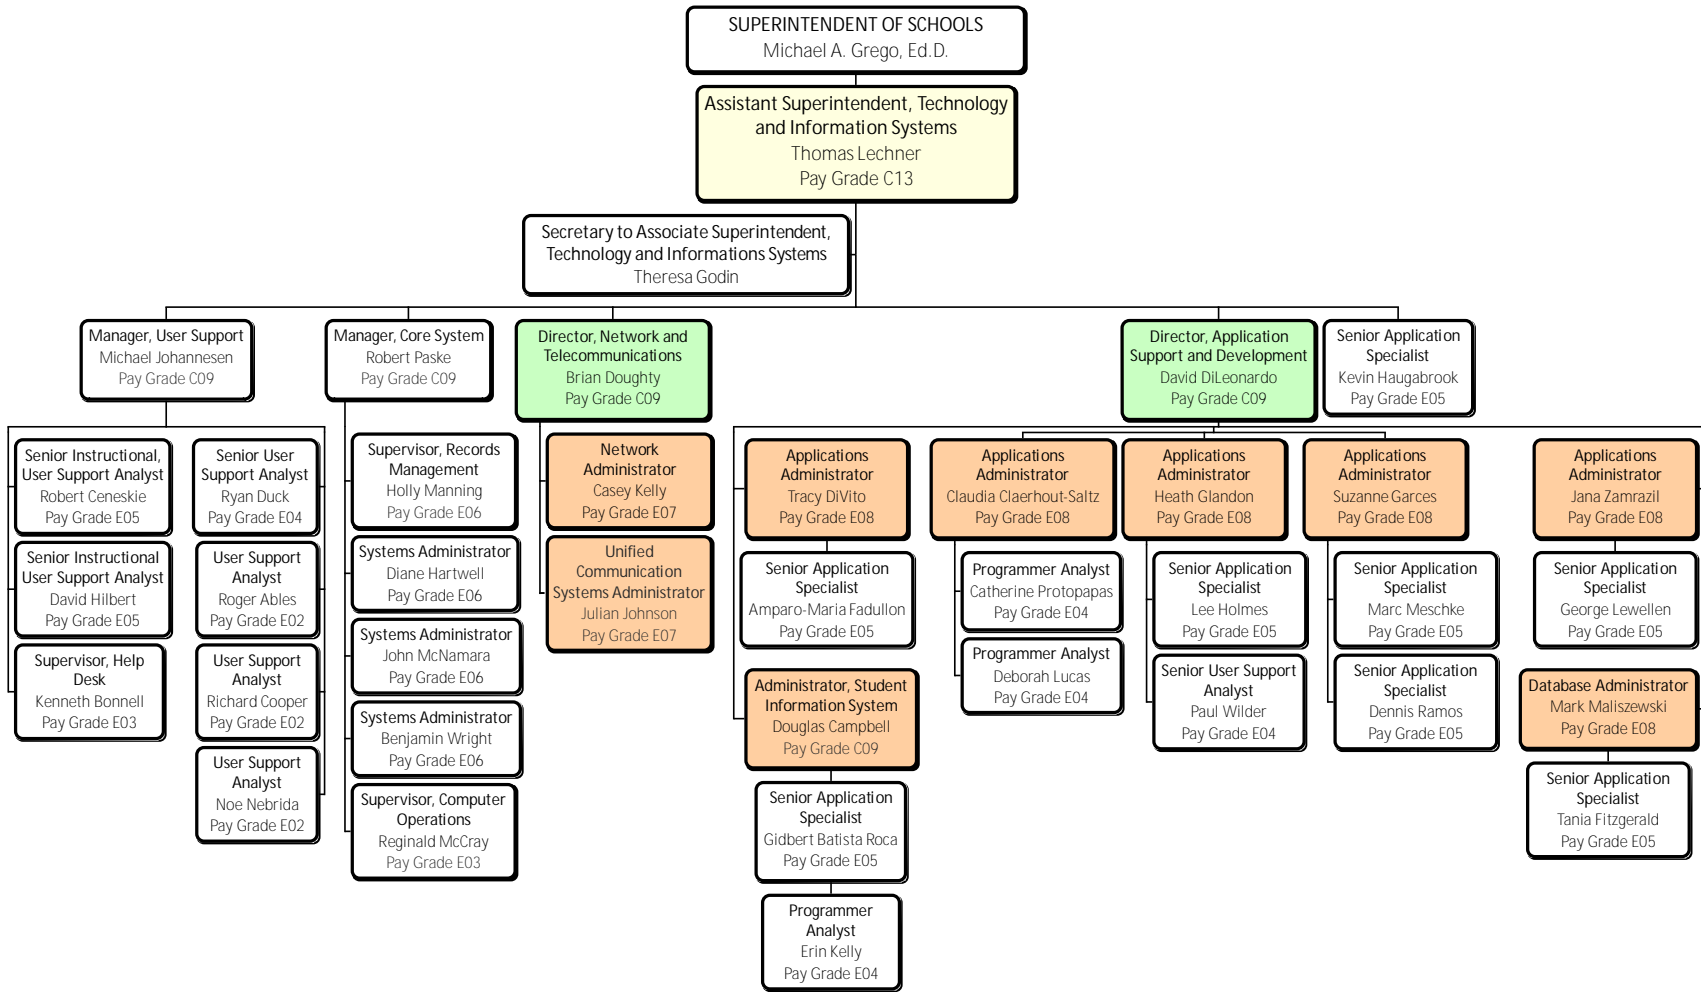 SUPERINTENDENT OF SCHOOLS
Michael A. Grego, Ed.D.
Assistant Superintendent, Technology
and Information Systems
Thomas Lechner
Pay Grade C13
Secretary to Associate Superintendent,
Technology and Informations Systems
Theresa Godin
Manager, User Support
Michael Johannesen
Pay Grade C09
Manager, Core System
Robert Paske
Pay Grade C09
Director, Network and
Telecommunications
Brian Doughty
Pay Grade C09
Director, Application
Support and Development
David DiLeonardo
Pay Grade C09
Senior Application
Specialist
Kevin Haugabrook
Pay Grade E05
Senior Instructional,
User Support Analyst
Robert Ceneskie
Pay Grade E05
Senior Instructional
User Support Analyst
David Hilbert
Pay Grade E05
Supervisor, Help
Desk
Kenneth Bonnell
Pay Grade E03
Senior User
Support Analyst
Ryan Duck
Pay Grade E04
User Support
Analyst
Roger Ables
Pay Grade E02
User Support
Analyst
Richard Cooper
Pay Grade E02
User Support
Analyst
Noe Nebrida
Pay Grade E02
Supervisor, Records
Management
Holly Manning
Pay Grade E06
Systems Administrator
Diane Hartwell
Pay Grade E06
Systems Administrator
John McNamara
Pay Grade E06
Systems Administrator
Benjamin Wright
Pay Grade E06
Supervisor, Computer
Operations
Reginald McCray
Pay Grade E03
Network
Administrator
Casey Kelly
Pay Grade E07
Unified
Communication
Systems Administrator
Julian Johnson
Pay Grade E07
Applications
Administrator
Tracy DiVito
Pay Grade E08
Senior Application
Specialist
Amparo-Maria Fadullon
Pay Grade E05
Administrator, Student
Information System
Douglas Campbell
Pay Grade C09
Senior Application
Specialist
Gidbert Batista Roca
Pay Grade E05
Programmer
Analyst
Erin Kelly
Pay Grade E04
Applications
Administrator
Claudia Claerhout-Saltz
Pay Grade E08
Programmer Analyst
Catherine Protopapas
Pay Grade E04
Programmer Analyst
Deborah Lucas
Pay Grade E04
Applications
Administrator
Heath Glandon
Pay Grade E08
Senior Application
Specialist
Lee Holmes
Pay Grade E05
Senior User Support
Analyst
Paul Wilder
Pay Grade E04
Applications
Administrator
Suzanne Garces
Pay Grade E08
Senior Application
Specialist
Marc Meschke
Pay Grade E05
Senior Application
Specialist
Dennis Ramos
Pay Grade E05
Applications
Administrator
Jana Zamrazil
Pay Grade E08
Senior Application
Specialist
George Lewellen
Pay Grade E05
Database Administrator
Mark Maliszewski
Pay Grade E08
Senior Application
Specialist
Tania Fitzgerald
Pay Grade E05